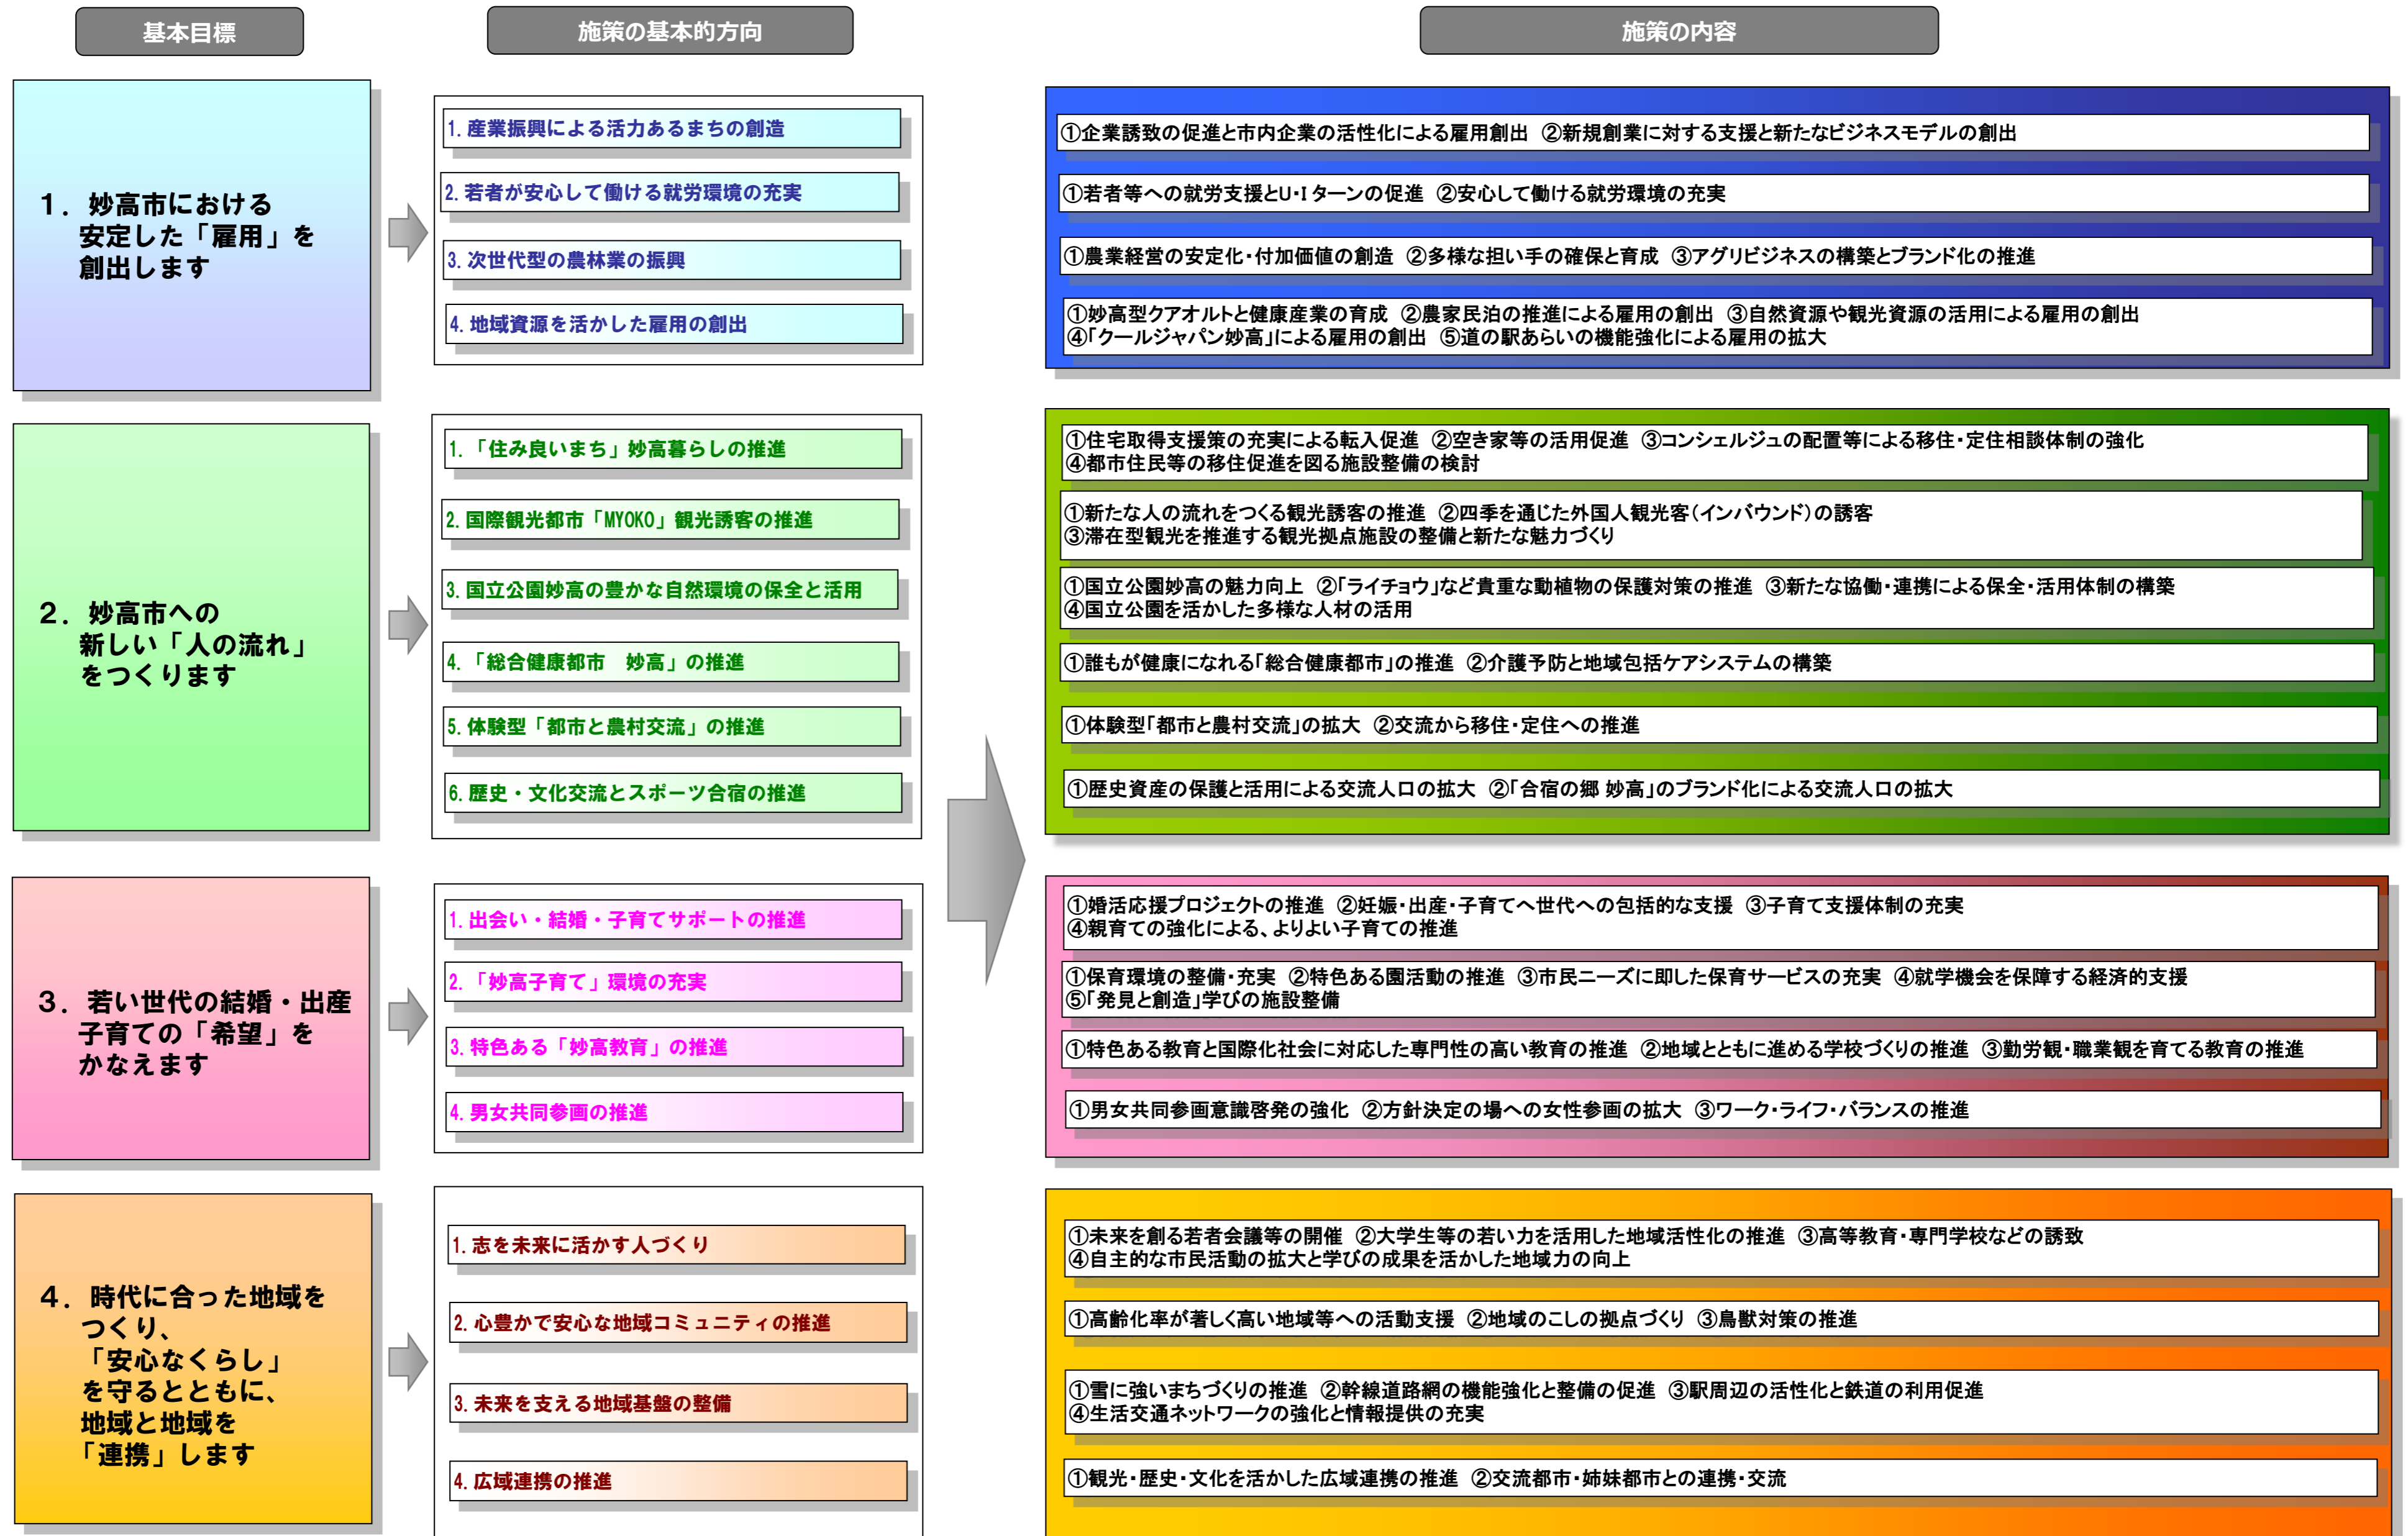 基本目標
施策の基本的方向
施策の内容
1. 妙高市における
安定した「雇用」を
創出します
1. 産業振興による活力あるまちの創造
2. 若者が安心して働ける就労環境の充実
3. 次世代型の農林業の振興
4. 地域資源を活かした雇用の創出
①企業誘致の促進と市内企業の活性化による雇用創出 ②新規創業に対する支援と新たなビジネスモデルの創出
①若者等への就労支援とU・Iターンの促進 ②安心して働ける就労環境の充実
①農業経営の安定化・付加価値の創造 ②多様な担い手の確保と育成 ③アグリビジネスの構築とブランド化の推進
①妙高型クアオルトと健康産業の育成 ②農家民泊の推進による雇用の創出 ③自然資源や観光資源の活用による雇用の創出
④「クールジャパン妙高」による雇用の創出 ⑤道の駅あらいの機能強化による雇用の拡大
2. 妙高市への
新しい「人の流れ」
をつくります
1. 「住み良いまち」妙高暮らしの推進
2. 国際観光都市「MYOKO」観光誘客の推進
3. 国立公園妙高の豊かな自然環境の保全と活用
4. 「総合健康都市 妙高」の推進
5. 体験型「都市と農村交流」の推進
6. 歴史・文化交流とスポーツ合宿の推進
①住宅取得支援策の充実による転入促進 ②空き家等の活用促進 ③コンシェルジュの配置等による移住・定住相談体制の強化
④都市住民等の移住促進を図る施設整備の検討
①新たな人の流れをつくる観光誘客の推進 ②四季を通じた外国人観光客（インバウンド）の誘客
③滞在型観光を推進する観光拠点施設の整備と新たな魅力づくり
①国立公園妙高の魅力向上 ②「ライチョウ」など貴重な動植物の保護対策の推進 ③新たな協働・連携による保全・活用体制の構築
④国立公園を活かした多様な人材の活用
①誰もが健康になれる「総合健康都市」の推進 ②介護予防と地域包括ケアシステムの構築
①体験型「都市と農村交流」の拡大 ②交流から移住・定住への推進
①歴史資産の保護と活用による交流人口の拡大 ②「合宿の郷 妙高」のブランド化による交流人口の拡大
3. 若い世代の結婚・出産
子育ての「希望」を
かなえます
1. 出会い・結婚・子育てサポートの推進
2. 「妙高子育て」環境の充実
3. 特色ある「妙高教育」の推進
4. 男女共同参画の推進
①婚活応援プロジェクトの推進 ②妊娠・出産・子育てへ世代への包括的な支援 ③子育て支援体制の充実
④親育ての強化による、よりよい子育ての推進
①保育環境の整備・充実 ②特色ある園活動の推進 ③市民ニーズに即した保育サービスの充実 ④就学機会を保障する経済的支援
⑤「発見と創造」学びの施設整備
①特色ある教育と国際化社会に対応した専門性の高い教育の推進 ②地域とともに進める学校づくりの推進 ③勤労観・職業観を育てる教育の推進
①男女共同参画意識啓発の強化 ②方針決定の場への女性参画の拡大 ③ワーク・ライフ・バランスの推進
4. 時代に合った地域を
つくり、
「安心なくらし」
を守るとともに、
地域と地域を
「連携」します
1. 志を未来に活かす人づくり
2. 心豊かで安心な地域コミュニティの推進
3. 未来を支える地域基盤の整備
4. 広域連携の推進
①未来を創る若者会議等の開催 ②大学生等の若い力を活用した地域活性化の推進 ③高等教育・専門学校などの誘致
④自主的な市民活動の拡大と学びの成果を活かした地域力の向上
①高齢化率が著しく高い地域等への活動支援 ②地域のこしの拠点づくり ③鳥獣対策の推進
①雪に強いまちづくりの推進 ②幹線道路網の機能強化と整備の促進 ③駅周辺の活性化と鉄道の利用促進
④生活交通ネットワークの強化と情報提供の充実
①観光・歴史・文化を活かした広域連携の推進 ②交流都市・姉妹都市との連携・交流